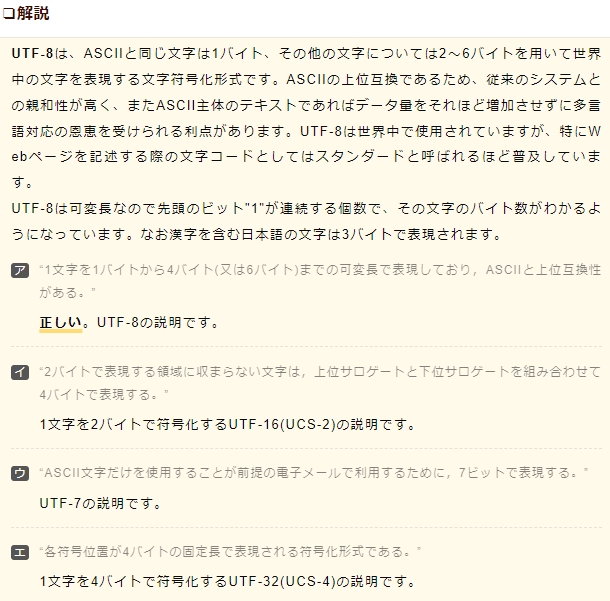 ❏解説
UTF-8は、ASCIIと同じ文字は1バイト、その他の文字については2～6バイトを用いて世界
中の文字を表現する文字符号化形式です。ASCIIの上位互換であるため、従来のシステムと
の親和性が高く、またASCII主体のテキストであればデータ量をそれほど増加させずに多言
語対応の恩恵を受けられる利点があります。UTF-8は世界中で使用されていますが、特にW
ebページを記述する際の文字コードとしてはスタンダードと呼ばれるほど普及していま
す。
UTF-8は可変長なので先頭のビット"1"が連続する個数で、その文字のバイト数がわかるよ
うになっています。なお漢字を含む日本語の文字は3バイトで表現されます。
ア “1文字を1バイトから4バイト(又は6バイト)までの可変長で表現しており，ASCIIと上位互換性
がある。”
正しい。UTF-8の説明です。
イ “2バイトで表現する領域に収まらない文字は，上位サロゲートと下位サロゲートを組み合わせて
4バイトで表現する。”
1文字を2バイトで符号化するUTF-16(UCS-2)の説明です。
ウ “ASCII文字だけを使用することが前提の電子メールで利用するために，7ビットで表現する。”
UTF-7の説明です。
エ “各符号位置が4バイトの固定長で表現される符号化形式である。”
1文字を4バイトで符号化するUTF-32(UCS-4)の説明です。